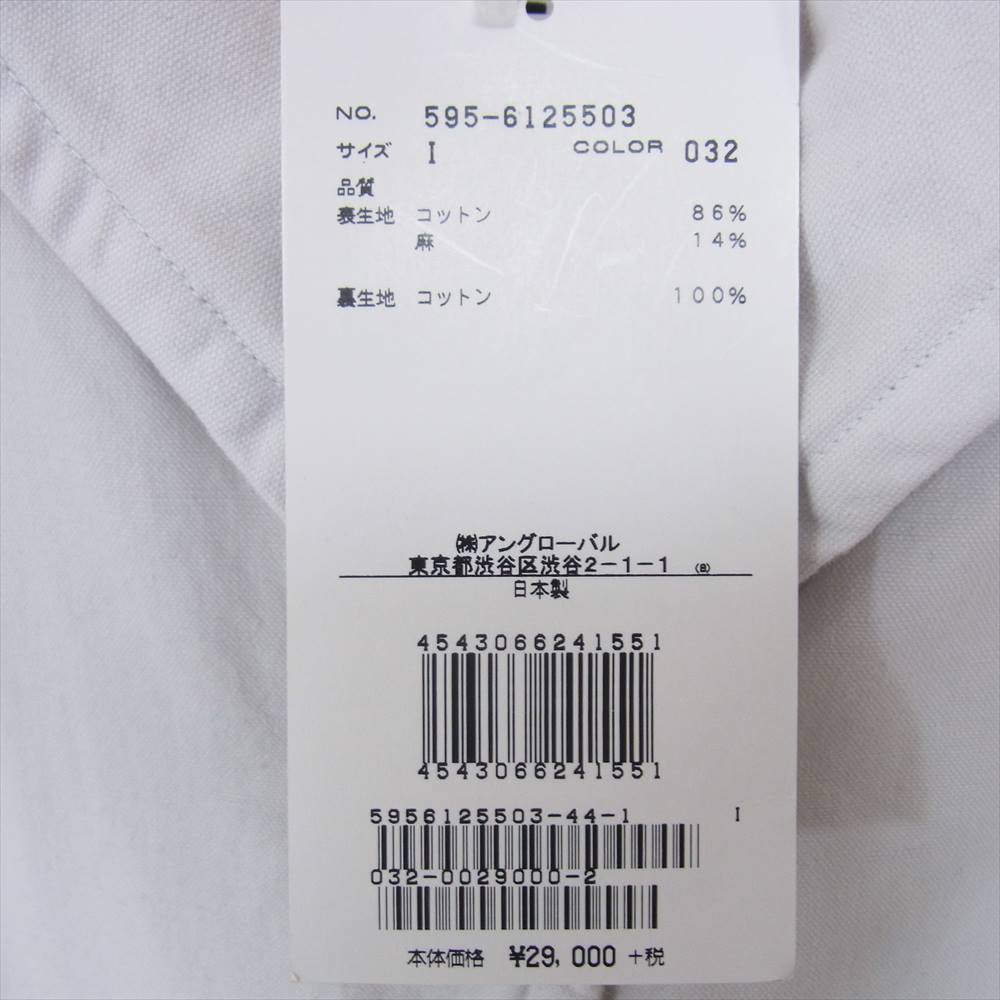 NO. 595-6125503
サイズ I COLOR 032
品質
表生地 コットン 86%
麻 14%
裏生地 コットン 100%
㈱アングローバル
東京都渋谷区渋谷2-1-1 (B)
日本製
4543066241551
4543066241551
5956125503-44-1 I
032-0029000-2
本体価格 ¥29,000 +税